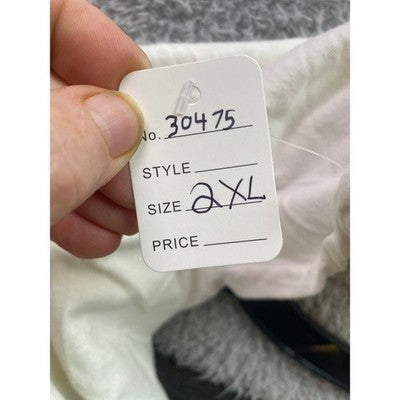 No. 30475
STYLE
SIZE 2XL
PRICE